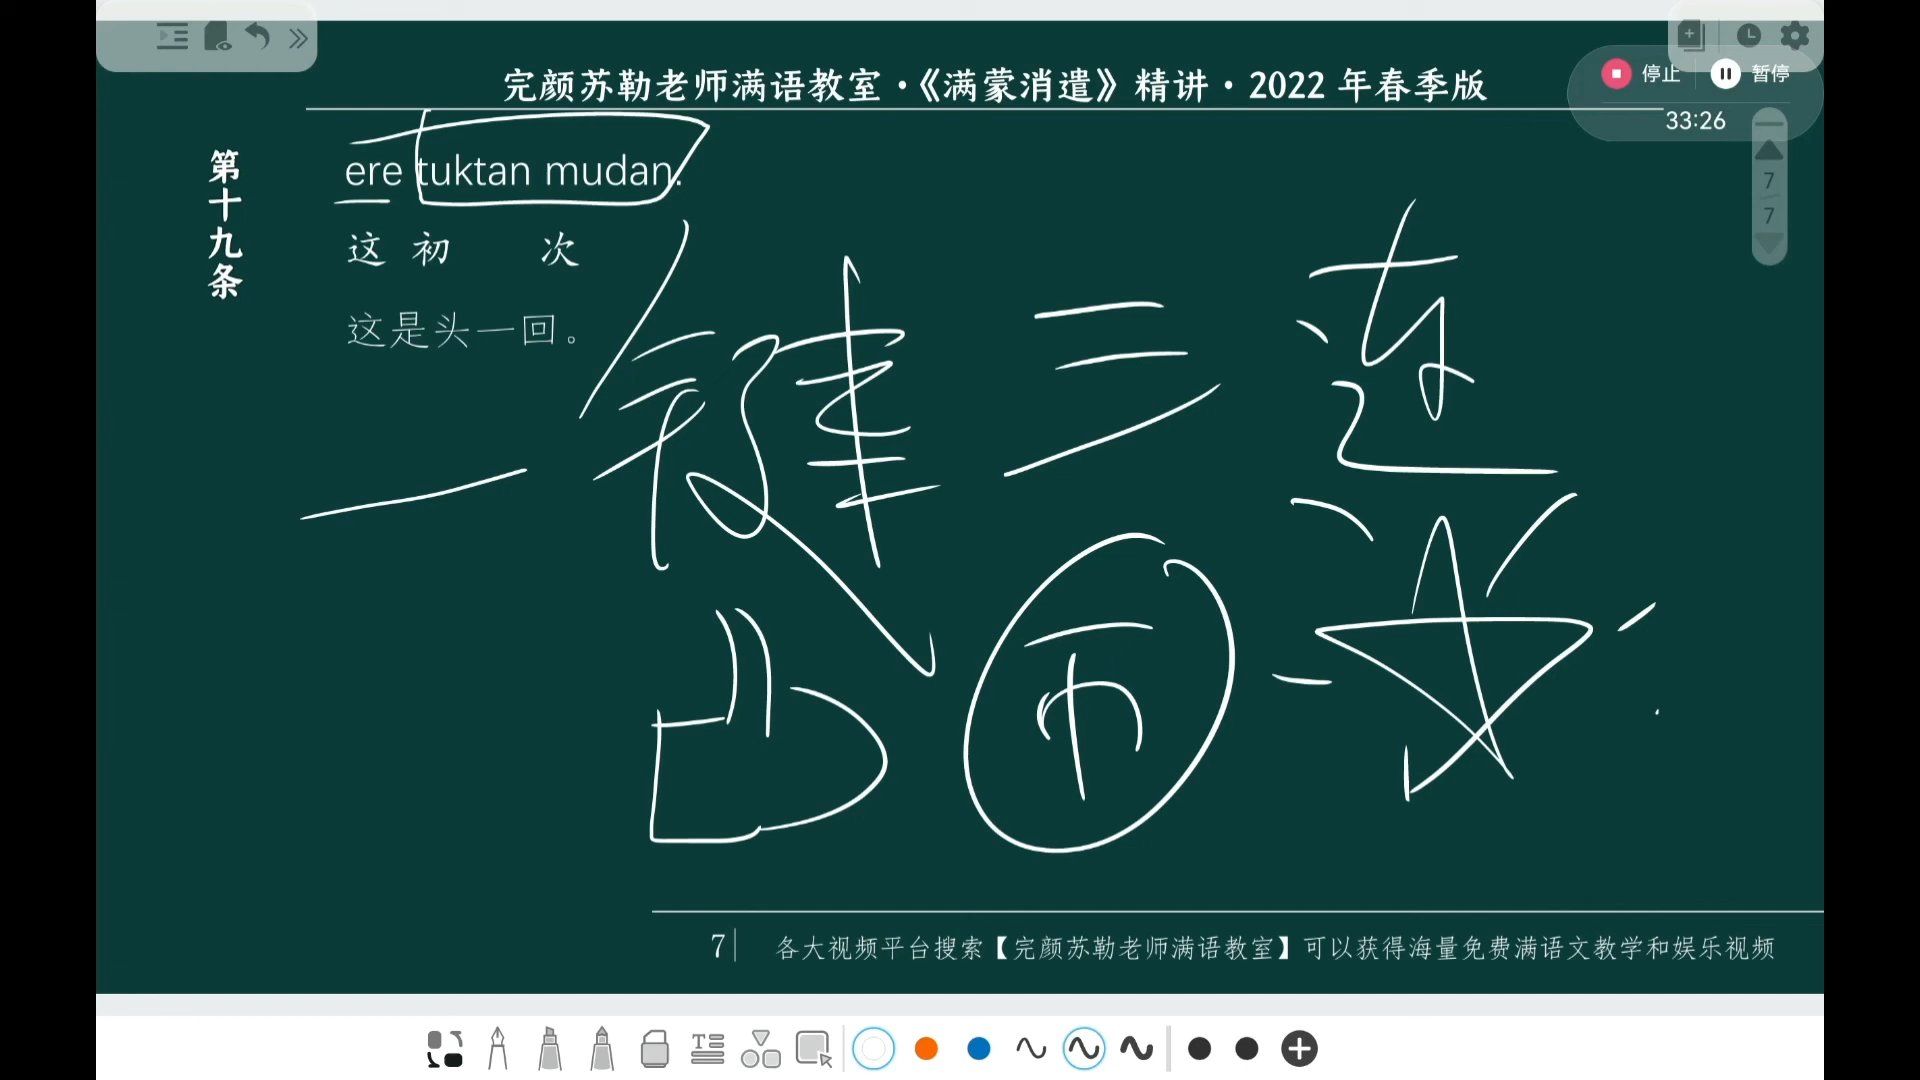 完颜苏勒老师满语教室·《满蒙消遣》精讲·2022 年春季版
停止 暂停
33:26
7
7
第十九条
ere tuktan mudan.
这 初 次
这是头一回。
一键三连
币
7
各大视频平台搜索【完颜苏勒老师满语教室】可以获得海量免费满语文教学和娱乐视频